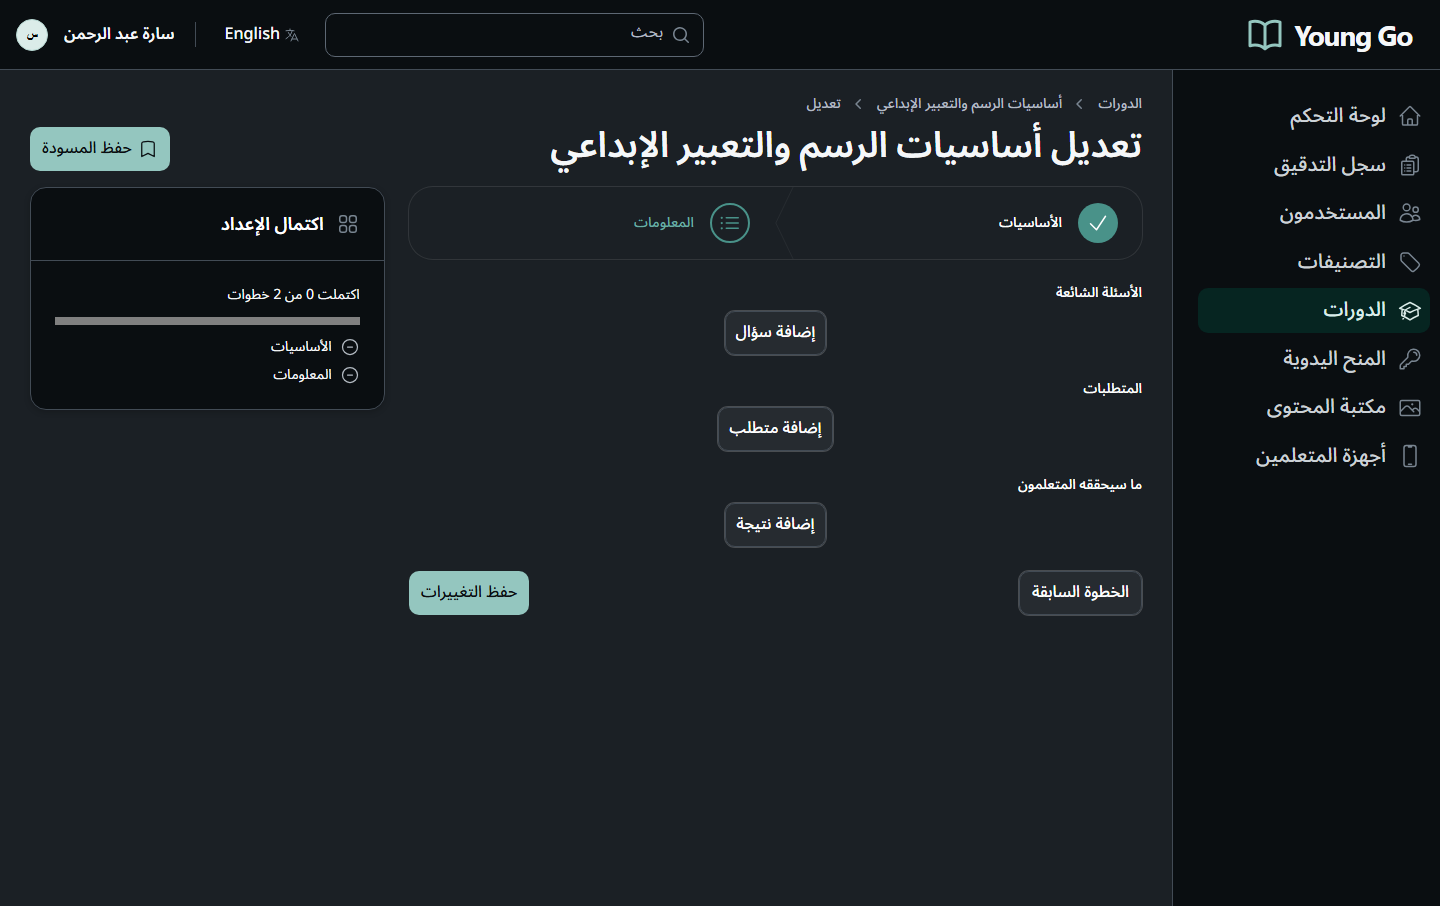 Young Go
بحث
English
سارة عبد الرحمن
س
لوحة التحكم
سجل التدقيق
المستخدمون
التصنيفات
الدورات
المنح اليدوية
مكتبة المحتوى
أجهزة المتعلمين
الدورات
أساسيات الرسم والتعبير الإبداعي
تعديل
تعديل أساسيات الرسم والتعبير الإبداعي
حفظ المسودة
الأساسيات
المعلومات
الأسئلة الشائعة
إضافة سؤال
المتطلبات
إضافة متطلب
ما سيحققه المتعلمون
إضافة نتيجة
الخطوة السابقة
حفظ التغييرات
اكتمال الإعداد
اكتملت 0 من 2 خطوات
الأساسيات
المعلومات